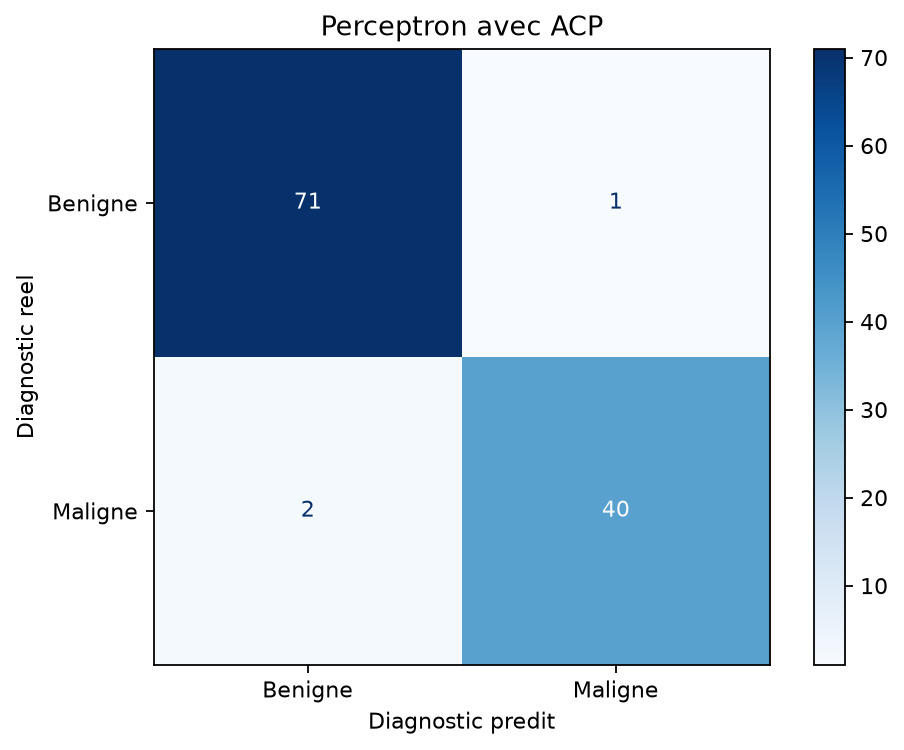 Perceptron avec ACP
Diagnostic reel
Benigne
71
1
Maligne
2
40
Benigne
Maligne
Diagnostic predit
70
60
50
40
30
20
10